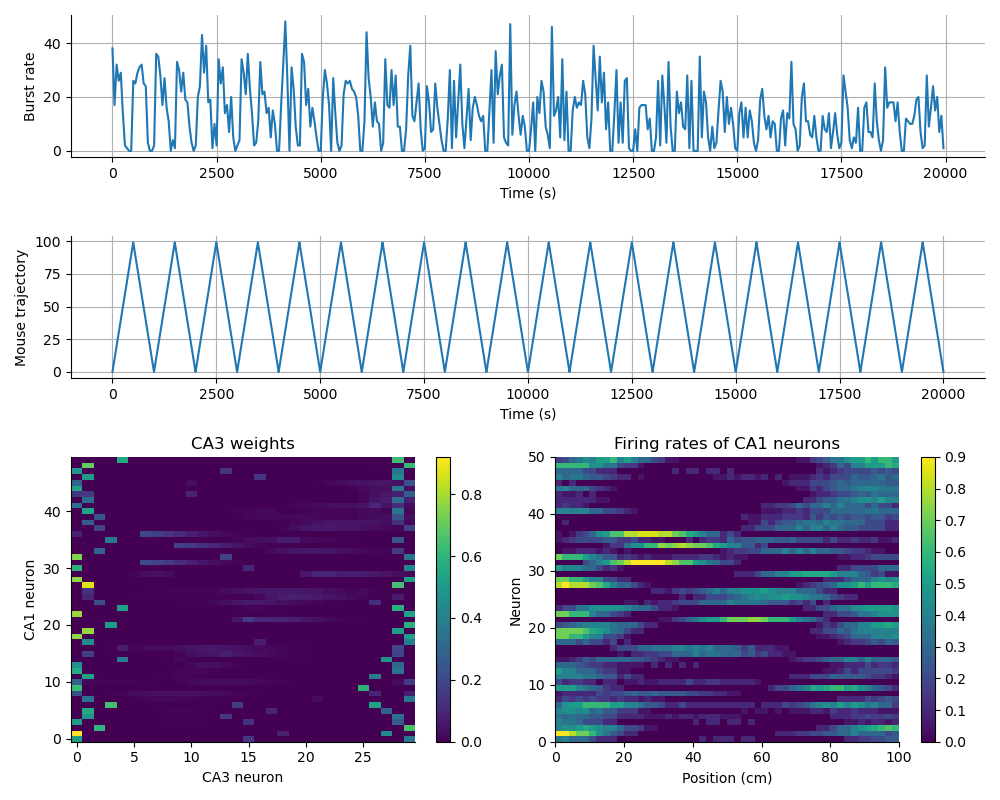 Burst rate
40
20
0
0 2500 5000 7500 10000 12500 15000 17500 20000
Time (s)
Mouse trajectory
100
75
50
25
0
0 2500 5000 7500 10000 12500 15000 17500 20000
Time (s)
CA3 weights
CA1 neuron
40
30
20
10
0
0 5 10 15 20 25
CA3 neuron
0.8
0.6
0.4
0.2
0.0
Firing rates of CA1 neurons
Neuron
50
40
30
20
10
0
0 20 40 60 80 100
Position (cm)
0.9
0.8
0.7
0.6
0.5
0.4
0.3
0.2
0.1
0.0